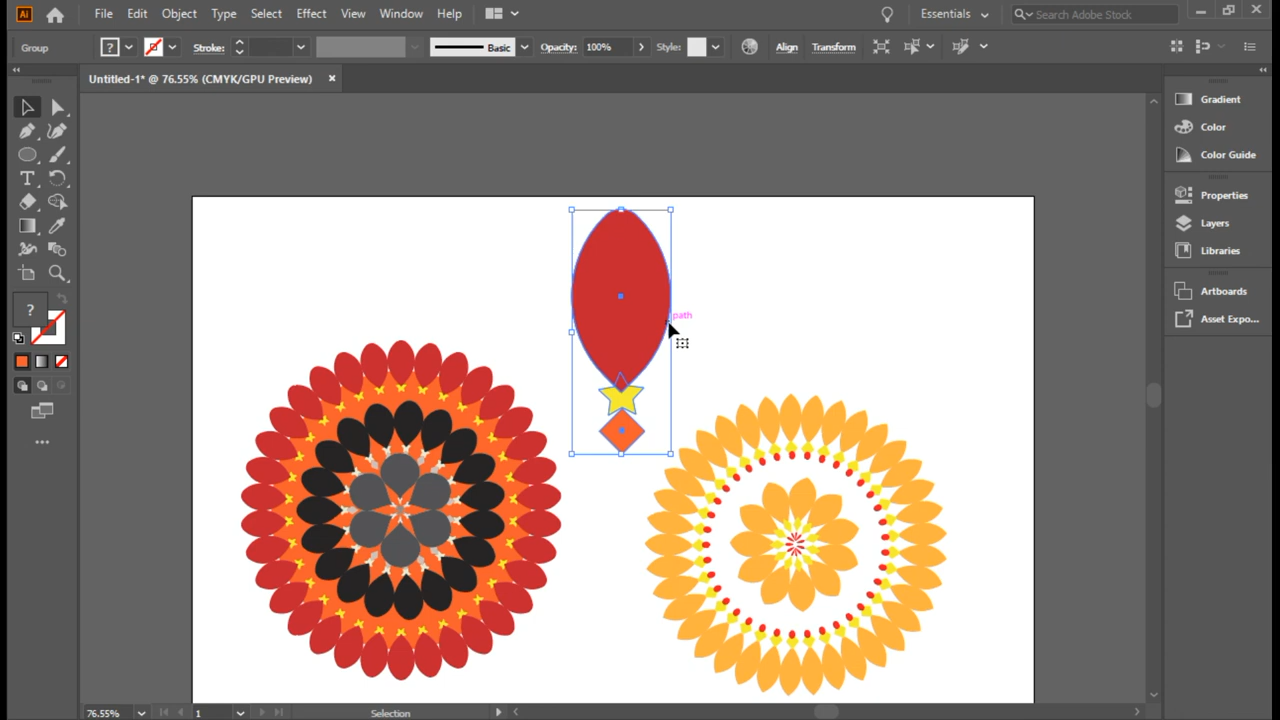 Ai File Edit Object Type Select Effect View Window Help Essentials Search Adobe Stock
Group ? Stroke: Basic Opacity: 100% Style: Align Transform
Untitled-1* @ 76.55% (CMYK/GPU Preview) ×
Gradient
Color
Color Guide
Properties
Layers
Libraries
Artboards
Asset Expo...
T
?
path
76.55% 1 Selection